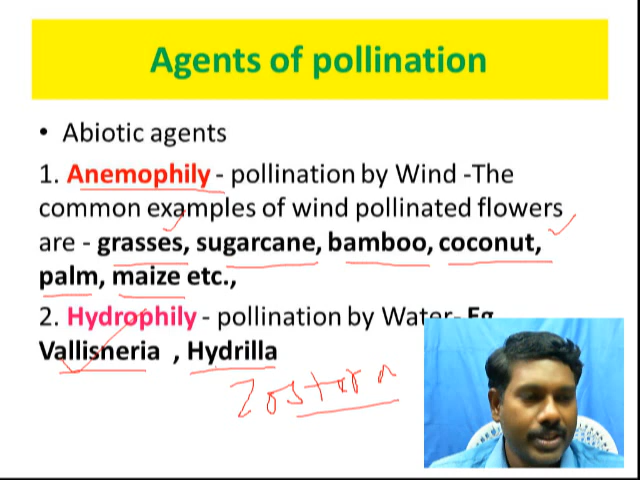 Agents of pollination
• Abiotic agents
1. Anemophily - pollination by Wind -The
common examples of wind pollinated flowers
are - grasses, sugarcane, bamboo, coconut,
palm, maize etc.,
2. Hydrophily - pollination by Water- Eg
Vallisneria , Hydrilla
Zostera